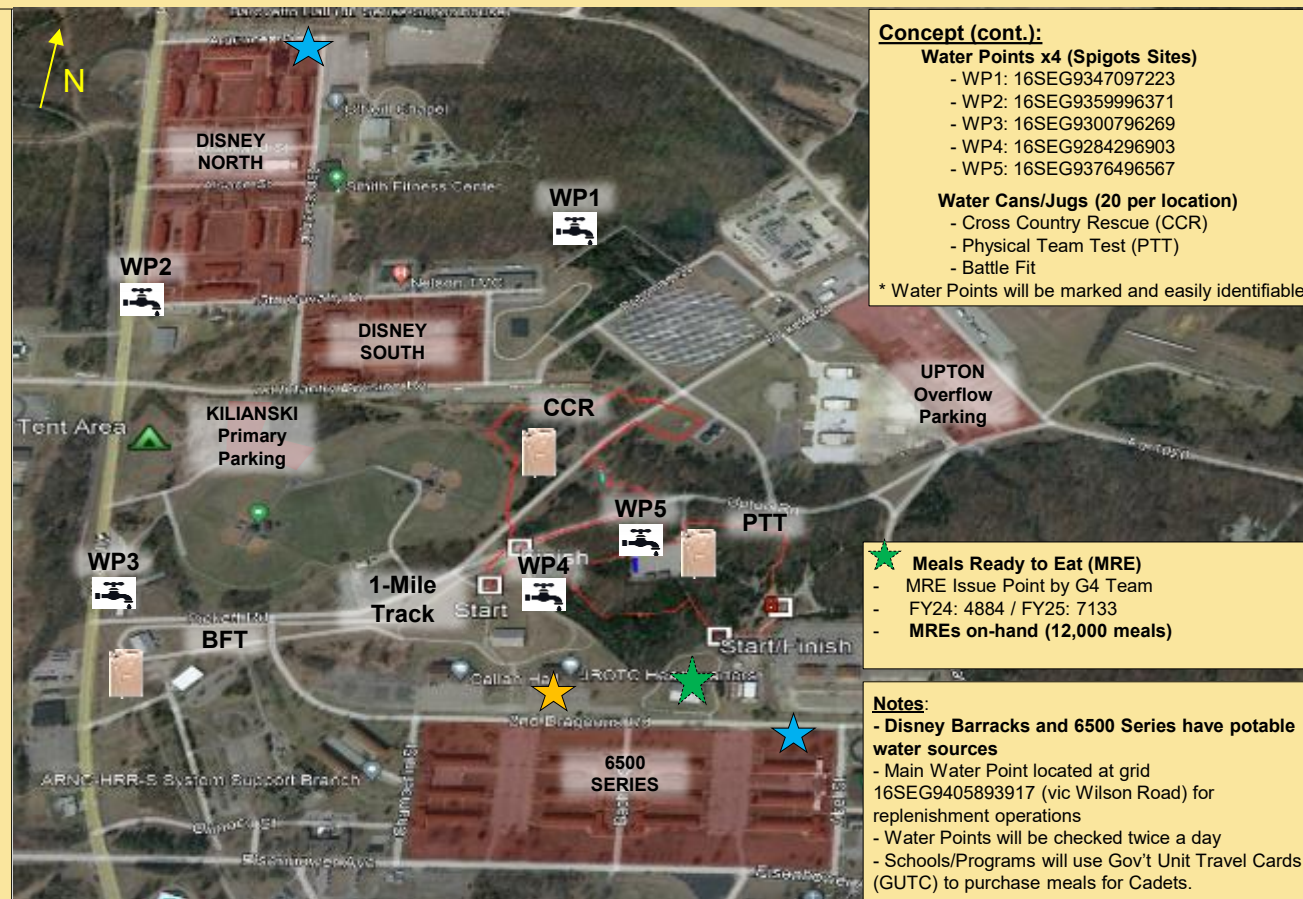 N
Smith Fitness Center
DISNEY
NORTH
WP1
WP2
Nelson TMC
DISNEY
SOUTH
CCR
KILIANSKI
Primary
Parking
Tent Area
UPTON
Overflow
Parking
WP5
PTT
WP3
WP4
Finish
Start
1-Mile
Track
BFT
Start/Finish
2nd Dragoons Rd
6500
SERIES
ARNG-HRR-S System Support Branch
Concept (cont.):
Water Points x4 (Spigots Sites)
- WP1: 16SEG9347097223
- WP2: 16SEG9359996371
- WP3: 16SEG9300796269
- WP4: 16SEG9284296903
- WP5: 16SEG9376496567
Water Cans/Jugs (20 per location)
- Cross Country Rescue (CCR)
- Physical Team Test (PTT)
- Battle Fit
* Water Points will be marked and easily identifiable
Meals Ready to Eat (MRE)
- MRE Issue Point by G4 Team
- FY24: 4884 / FY25: 7133
- MREs on-hand (12,000 meals)
Notes:
- Disney Barracks and 6500 Series have potable
water sources
- Main Water Point located at grid
16SEG9405893917 (vic Wilson Road) for
replenishment operations
- Water Points will be checked twice a day
- Schools/Programs will use Gov't Unit Travel Cards
(GUTC) to purchase meals for Cadets.